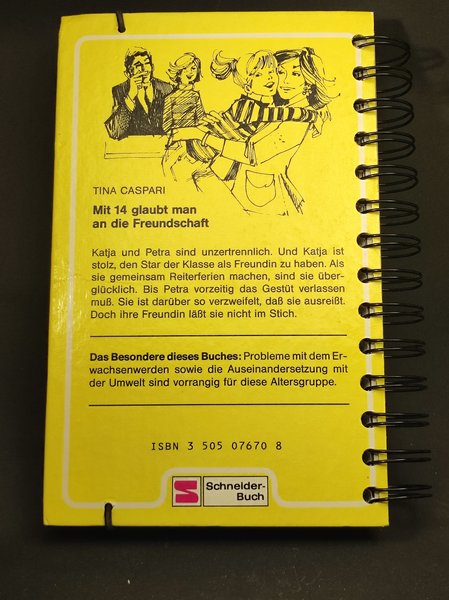 TINA CASPARI
Mit 14 glaubt man
an die Freundschaft
Katja und Petra sind unzertrennlich. Und Katja ist
stolz, den Star der Klasse als Freundin zu haben. Als
sie gemeinsam Reiterferien machen, sind sie über-
glücklich. Bis Petra vorzeitig das Gestüt verlassen
muß. Sie ist darüber so verzweifelt, daß sie ausreißt.
Doch ihre Freundin läßt sie nicht im Stich.
Das Besondere dieses Buches: Probleme mit dem Er-
wachsenwerden sowie die Auseinandersetzung mit
der Umwelt sind vorrangig für diese Altersgruppe.
ISBN 3 505 07670 8
Schneider-
Buch